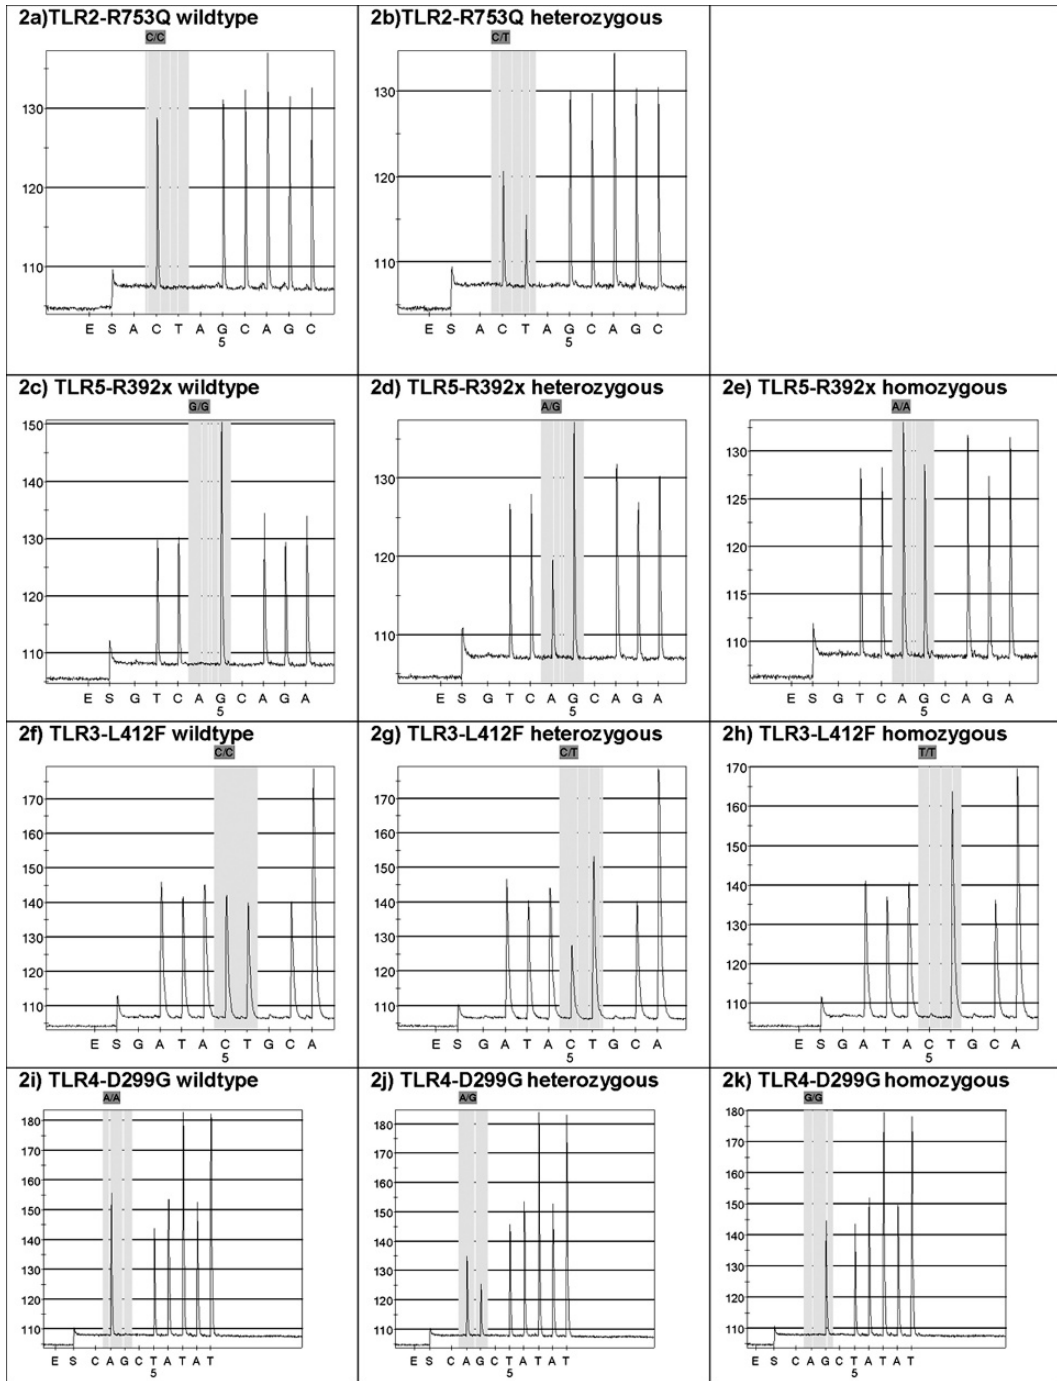 2a)TLR2-R753Q wildtype
C/C
130
120
110
E S A C T A G C A G C
5
2b)TLR2-R753Q heterozygous
C/T
130
120
110
E S A C T A G C A G C
5
2c) TLR5-R392x wildtype
G/G
150
140
130
120
110
E S G T C A G C A G A
5
2d) TLR5-R392x heterozygous
A/G
130
120
110
E S G T C A G C A G A
5
2e) TLR5-R392x homozygous
A/A
130
125
120
115
110
E S G T C A G C A G A
5
2f) TLR3-L412F wildtype
C/C
170
160
150
140
130
120
110
E S G A T A C T G C A
5
2g) TLR3-L412F heterozygous
C/T
170
160
150
140
130
120
110
E S G A T A C T G C A
5
2h) TLR3-L412F homozygous
T/T
170
160
150
140
130
120
110
E S G A T A C T G C A
5
2i) TLR4-D299G wildtype
A/A
180
170
160
150
140
130
120
110
E S C A G C T A T A T
5
2j) TLR4-D299G heterozygous
A/G
180
170
160
150
140
130
120
110
E S C A G C T A T A T
5
2k) TLR4-D299G homozygous
G/G
180
170
160
150
140
130
120
110
E S C A G C T A T A T
5